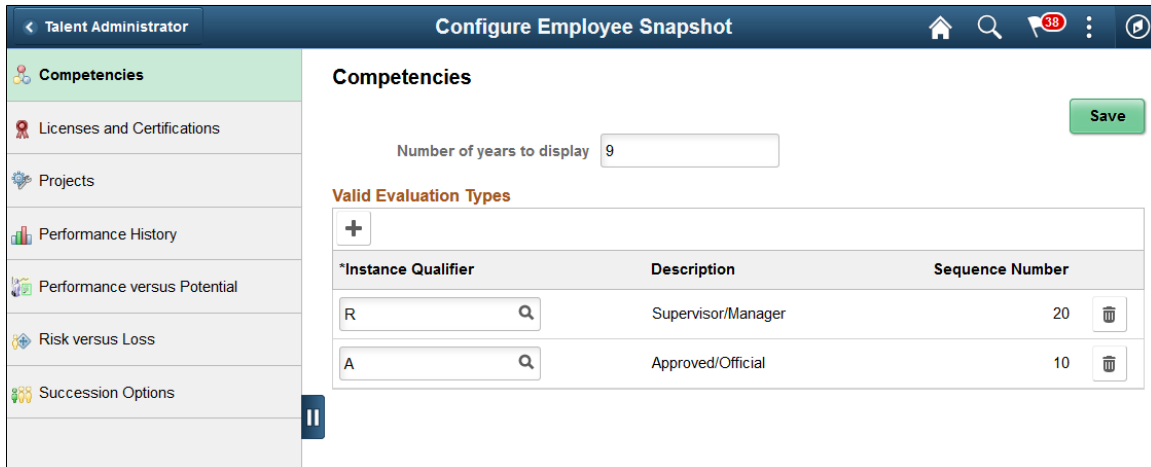 Talent Administrator
Configure Employee Snapshot
38
Competencies
Licenses and Certifications
Projects
Performance History
Performance versus Potential
Risk versus Loss
Succession Options
Competencies
Save
Number of years to display 9
Valid Evaluation Types
*Instance Qualifier Description Sequence Number
R Supervisor/Manager 20
A Approved/Official 10